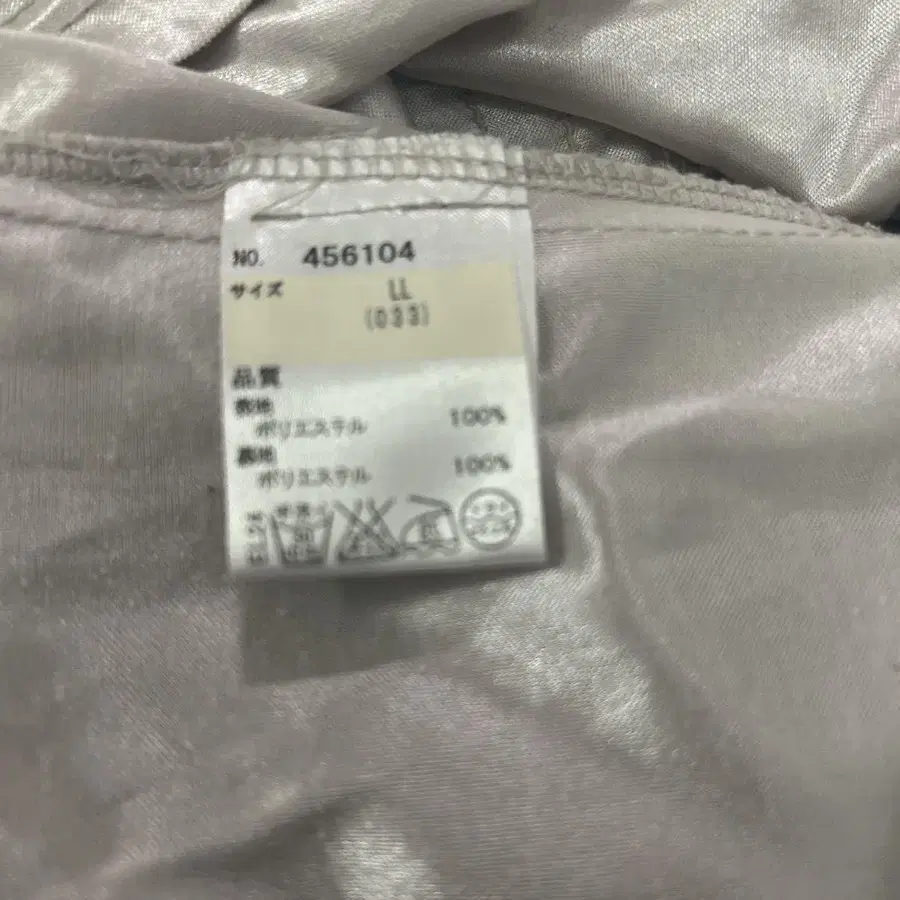 NO. 456104
サイズ LL
(033)
品質
表地
ポリエステル 100%
裏地
ポリエステル 100%